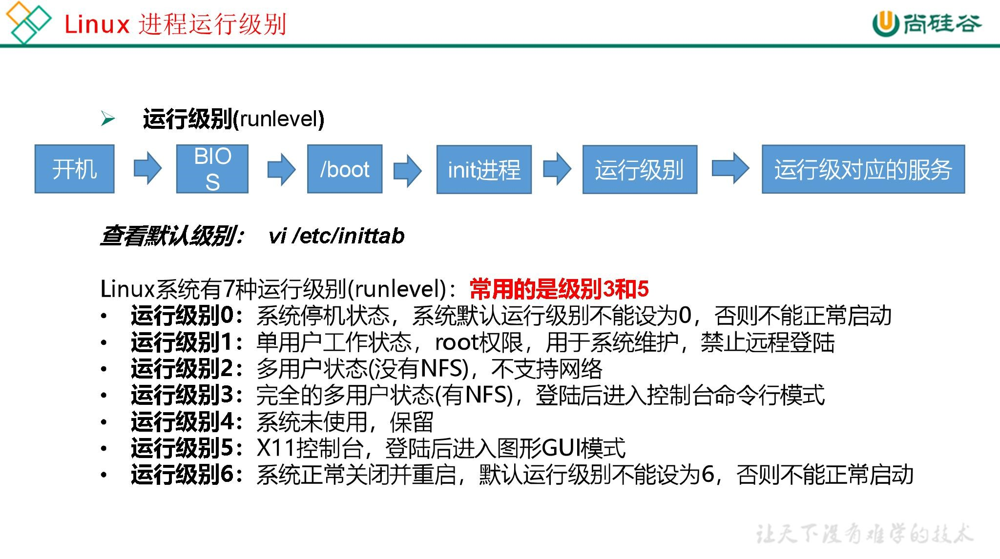 Linux 进程运行级别
尚硅谷
运行级别(runlevel)
开机
BIO
S
/boot
init进程
运行级别
运行级对应的服务
查看默认级别： vi /etc/inittab
Linux系统有7种运行级别(runlevel)：常用的是级别3和5
• 运行级别0：系统停机状态，系统默认运行级别不能设为0，否则不能正常启动
• 运行级别1：单用户工作状态，root权限，用于系统维护，禁止远程登陆
• 运行级别2：多用户状态(没有NFS)，不支持网络
• 运行级别3：完全的多用户状态(有NFS)，登陆后进入控制台命令行模式
• 运行级别4：系统未使用，保留
• 运行级别5：X11控制台，登陆后进入图形GUI模式
• 运行级别6：系统正常关闭并重启，默认运行级别不能设为6，否则不能正常启动
让天下没有难学的技术